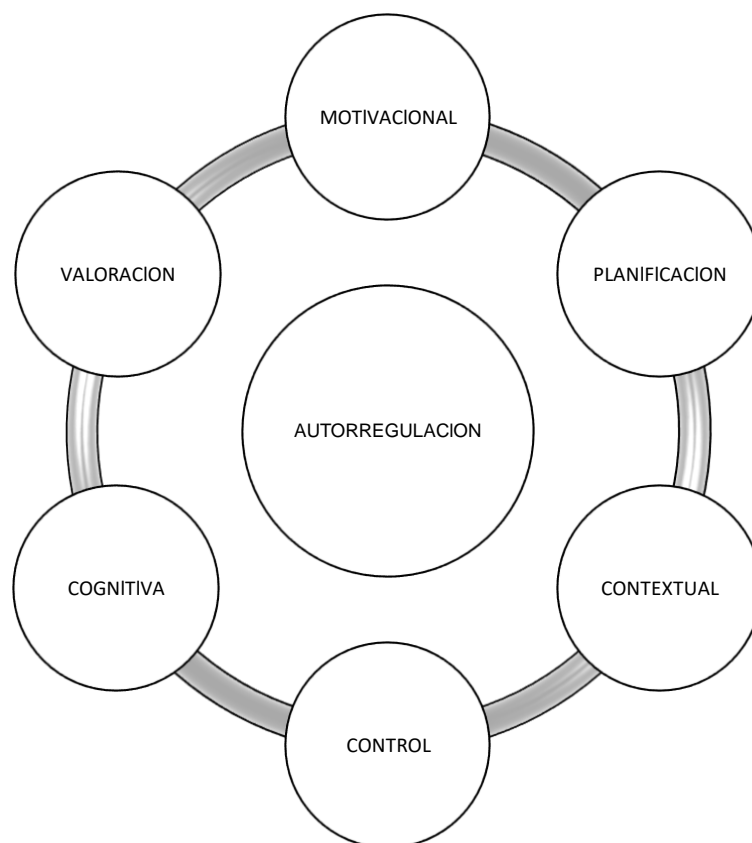 MOTIVACIONAL
VALORACION
PLANIFICACION
AUTORREGULACION
COGNITIVA
CONTEXTUAL
CONTROL